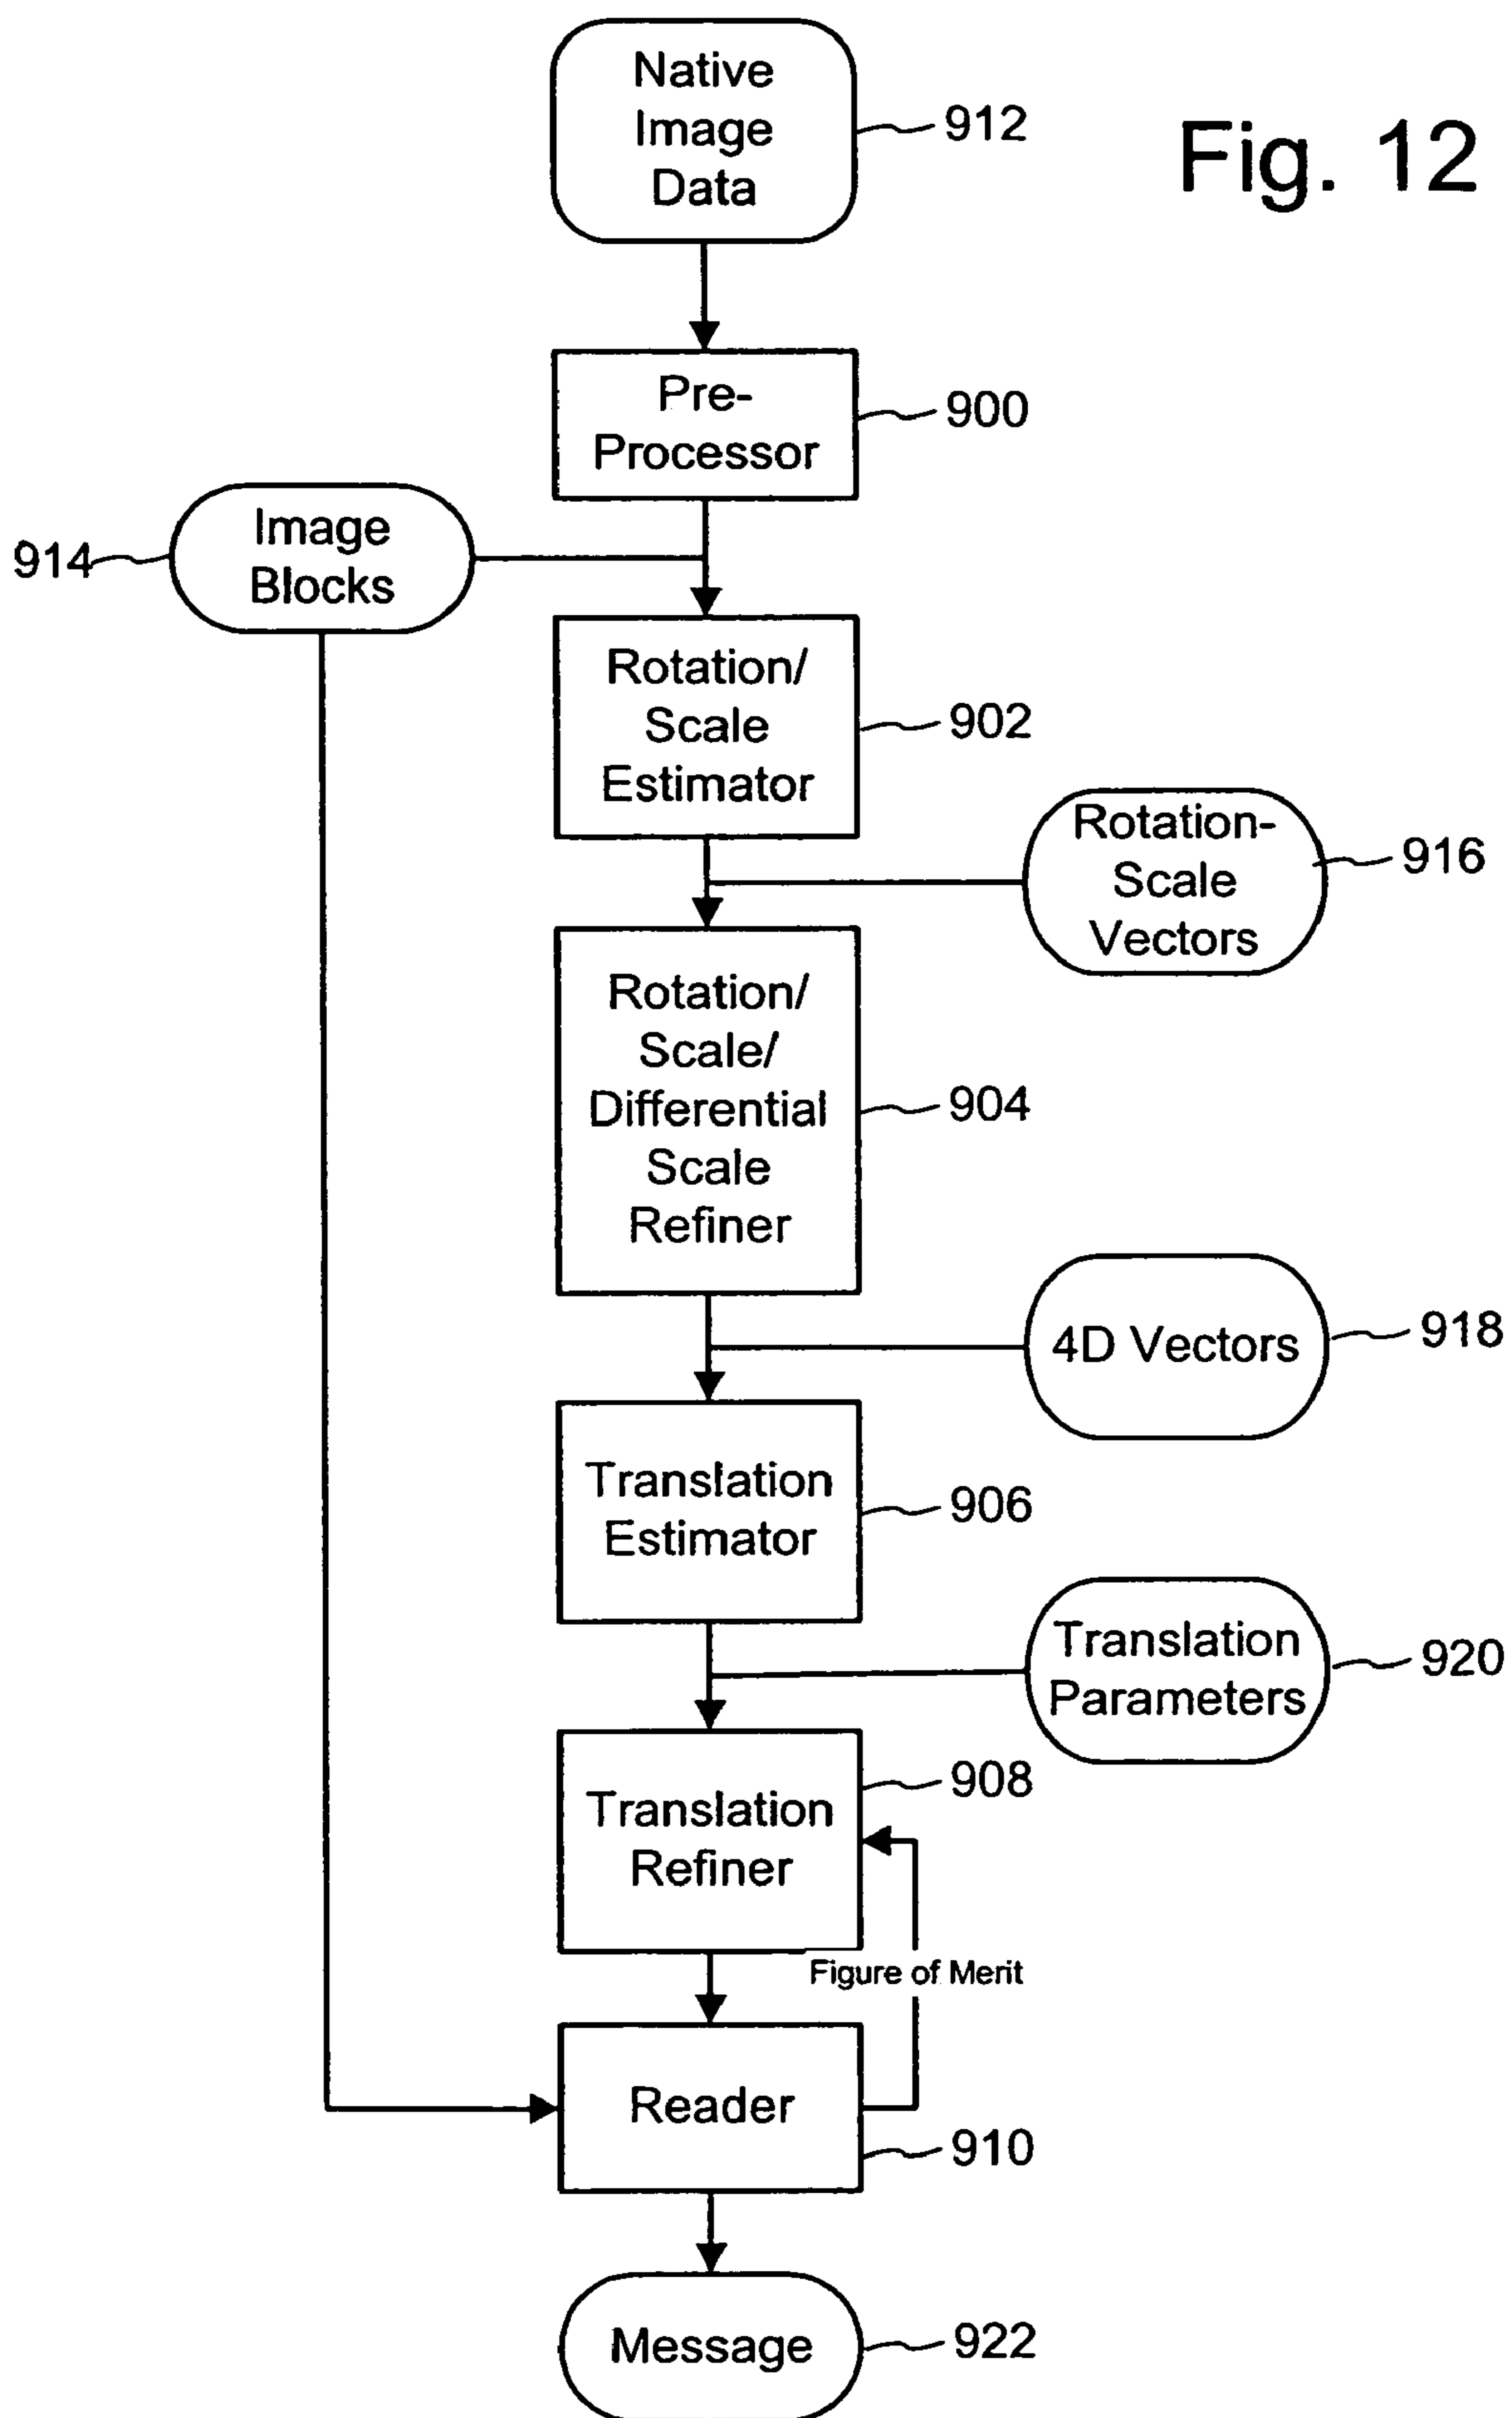 Native
Image
Data
912
Fig. 12
Pre-
Processor
900
Image
Blocks
914
Rotation/
Scale
Estimator
902
Rotation-
Scale
Vectors
916
Rotation/
Scale/
Differential
Scale
Refiner
904
4D Vectors
918
Translation
Estimator
906
Translation
Parameters
920
Translation
Refiner
908
Figure of Merit
Reader
910
Message
922